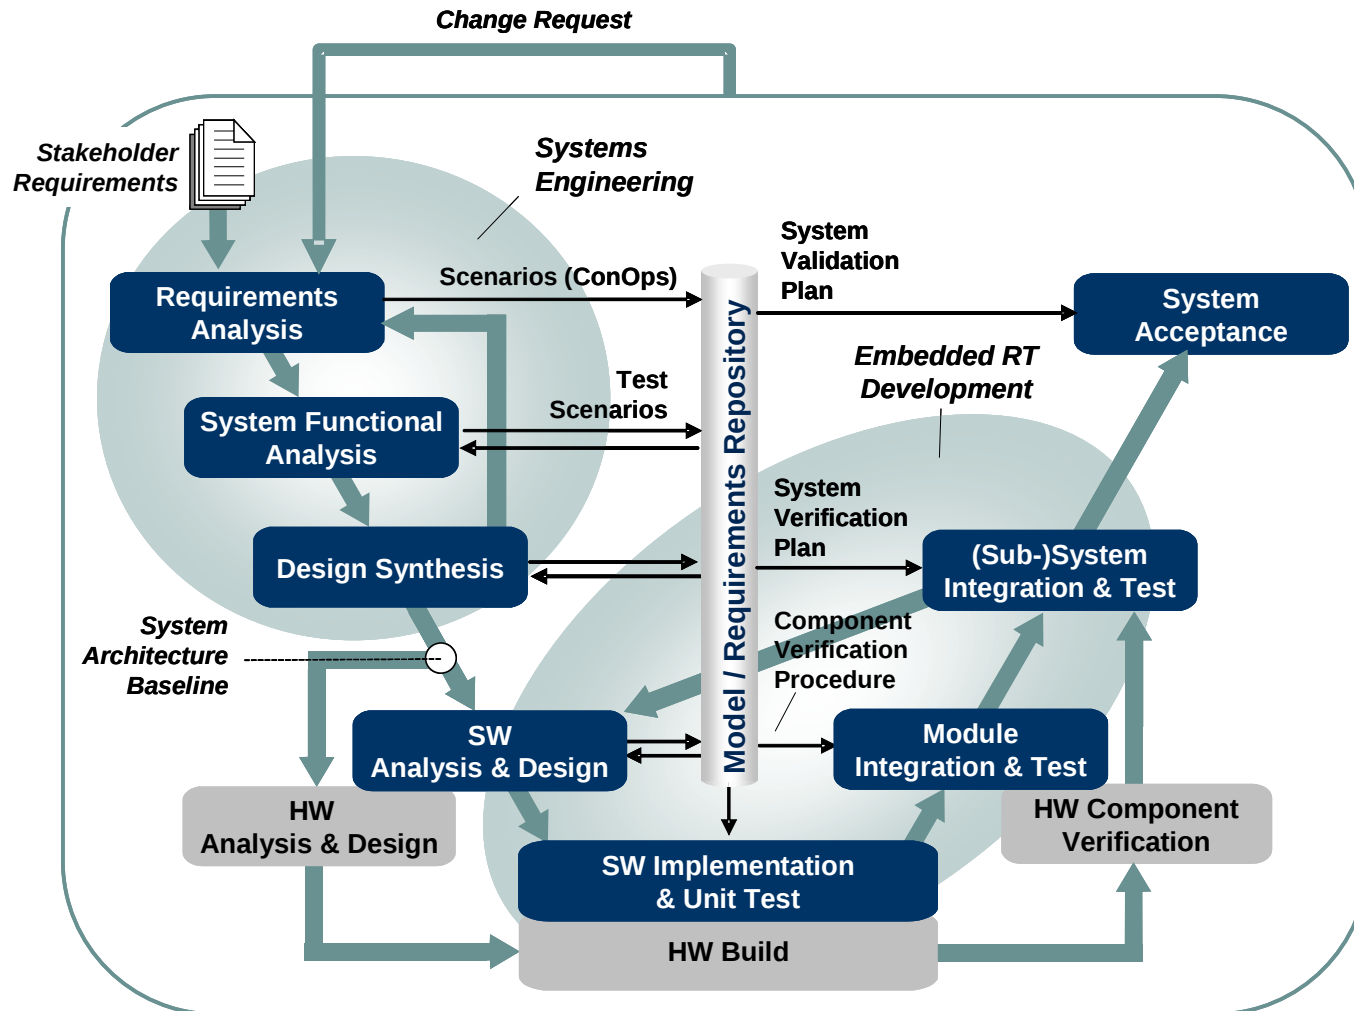 Change Request
Stakeholder
Requirements
Systems
Engineering
Requirements
Analysis
Scenarios (ConOps)
System
Validation
Plan
System
Acceptance
Model / Requirements Repository
Embedded RT
Development
System Functional
Analysis
Test
Scenarios
System
Verification
Plan
Design Synthesis
(Sub-)System
Integration & Test
System
Architecture
Baseline
Component
Verification
Procedure
SW
Analysis & Design
Module
Integration & Test
HW
Analysis & Design
HW Component
Verification
SW Implementation
& Unit Test
HW Build